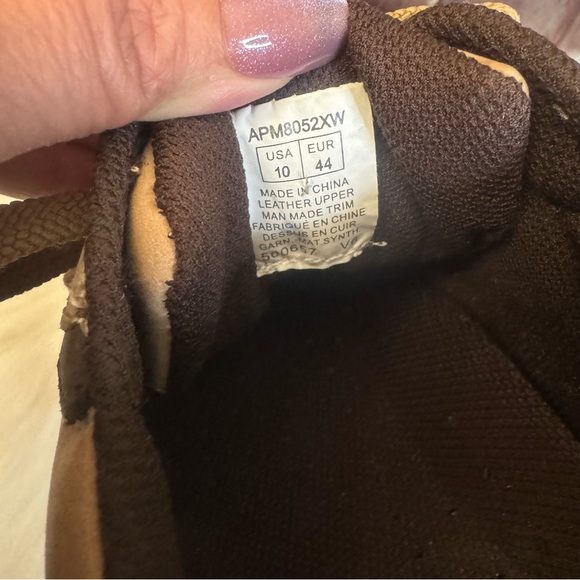 APM8052XW
USA EUR
10 44
MADE IN CHINA
LEATHER UPPER
MAN MADE TRIM
FABRIQUÉ EN CHINE
DESSUS EN CUIR
GARN.-MAT.SYNTH